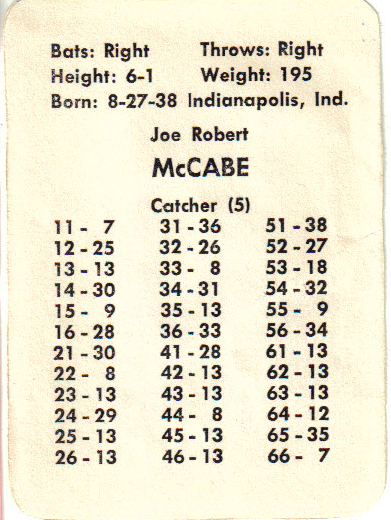 Bats: Right Throws: Right
Height: 6-1 Weight: 195
Born: 8-27-38 Indianapolis, Ind.
Joe Robert
McCABE
Catcher (5)
11 - 7 31 - 36 51 - 38
12 - 25 32 - 26 52 - 27
13 - 13 33 - 8 53 - 18
14 - 30 34 - 31 54 - 32
15 - 9 35 - 13 55 - 9
16 - 28 36 - 33 56 - 34
21 - 30 41 - 28 61 - 13
22 - 8 42 - 13 62 - 13
23 - 13 43 - 13 63 - 13
24 - 29 44 - 8 64 - 12
25 - 13 45 - 13 65 - 35
26 - 13 46 - 13 66 - 7